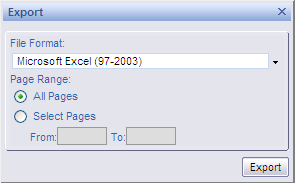 Export
File Format:
Microsoft Excel (97-2003)
Page Range:
All Pages
Select Pages
From: To:
Export